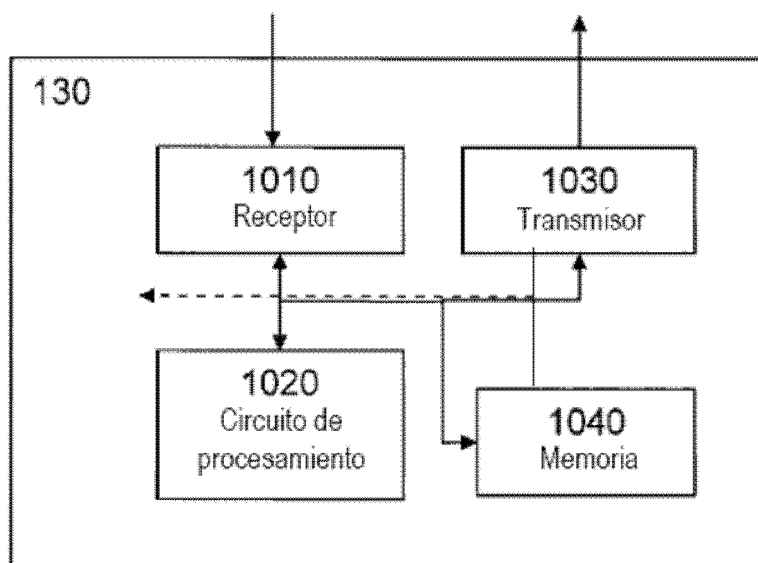 130
1010
Receptor
1030
Transmisor
1020
Circuito de
procesamiento
1040
Memoria